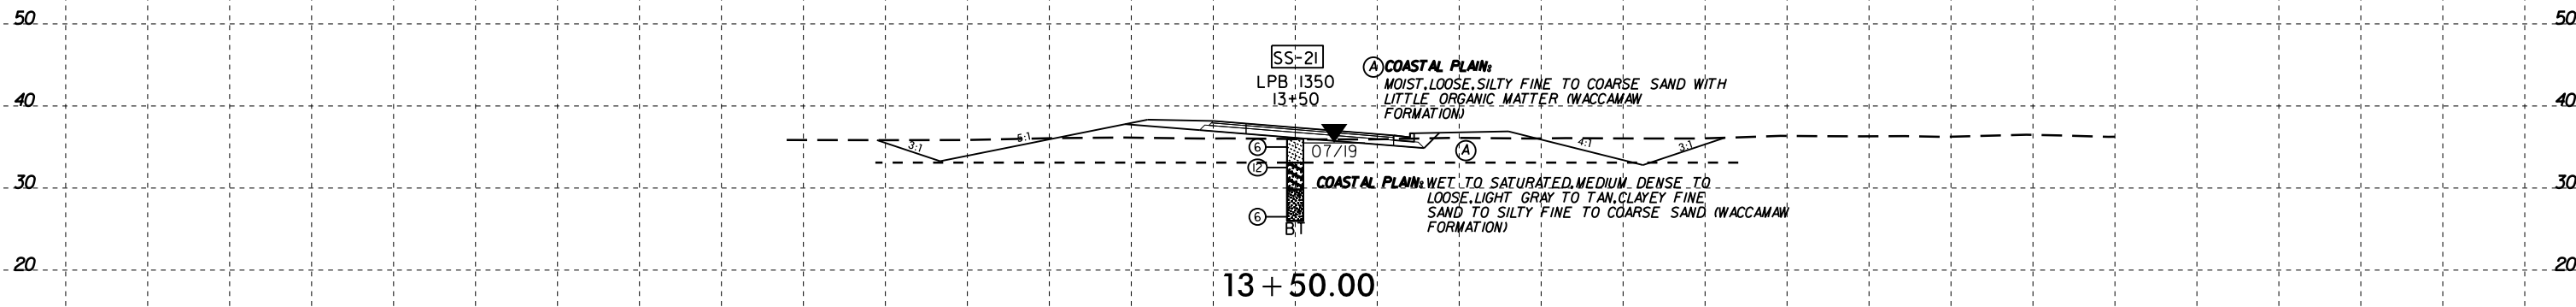 50
50
SS-21
LPB 1350
13+50
A COASTAL PLAIN:
MOIST,LOOSE,SILTY FINE TO COARSE SAND WITH
LITTLE ORGANIC MATTER (WACCAMAW
FORMATION)
40
40
3:1
5:1
4:1
3:1
6
07/19
A
12
COASTAL PLAIN: WET TO SATURATED,MEDIUM DENSE TO
LOOSE,LIGHT GRAY TO TAN,CLAYEY FINE
SAND TO SILTY FINE TO COARSE SAND (WACCAMAW
FORMATION)
30
30
6
BT
20
20
13+50.00